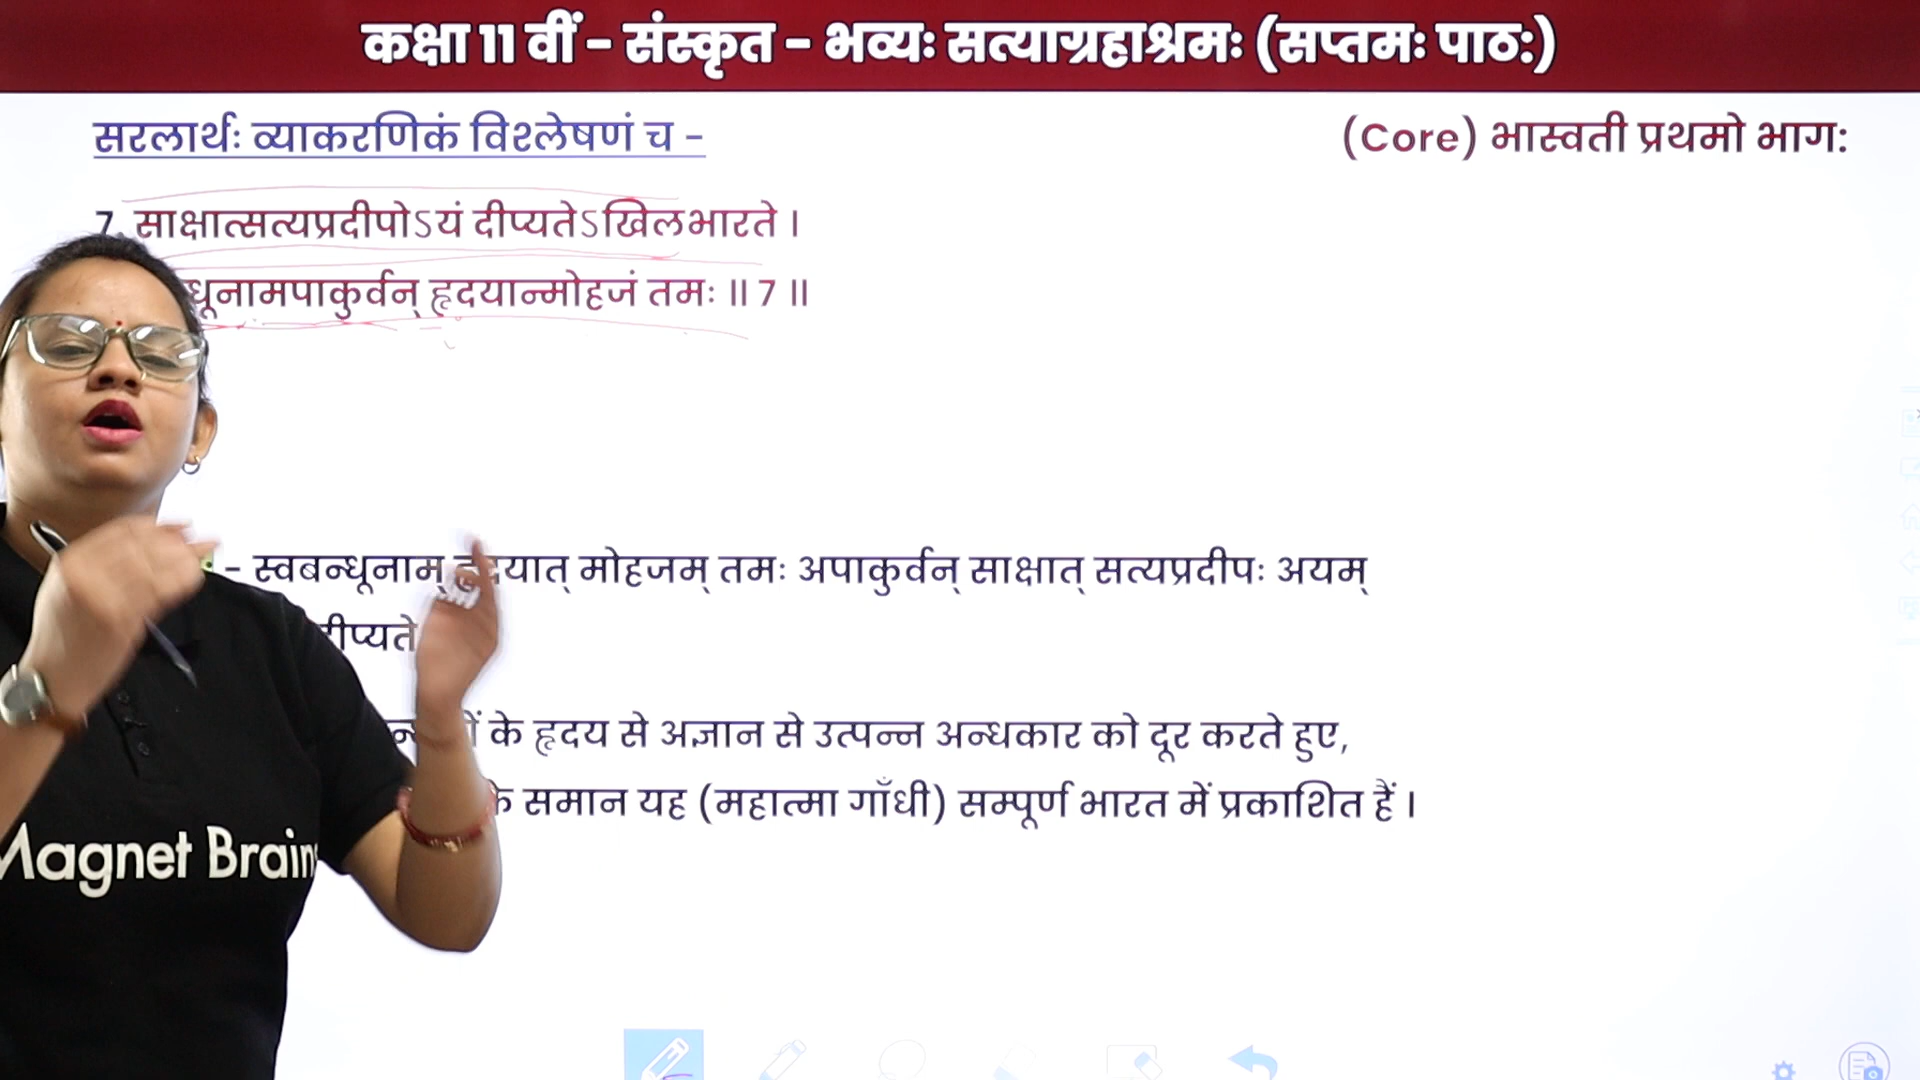 कक्षा 11 वीं - संस्कृत - भव्यः सत्याग्रहाश्रमः (सप्तमः पाठः)
सरलार्थः व्याकरणिकं विश्लेषणं च -
(Core) भास्वती प्रथमो भागः
7. साक्षात्सत्यप्रदीपोऽयं दीप्यतेऽखिलभारते ।
धूनामपाकुर्वन् हृदयान्मोहजं तमः ॥ 7 ॥
- स्वबन्धूनाम् हृदयात् मोहजम् तमः अपाकुर्वन् साक्षात् सत्यप्रदीपः अयम्
दीप्यते
के हृदय से अज्ञान से उत्पन्न अन्धकार को दूर करते हुए,
के समान यह (महात्मा गाँधी) सम्पूर्ण भारत में प्रकाशित हैं ।
Magnet Brains